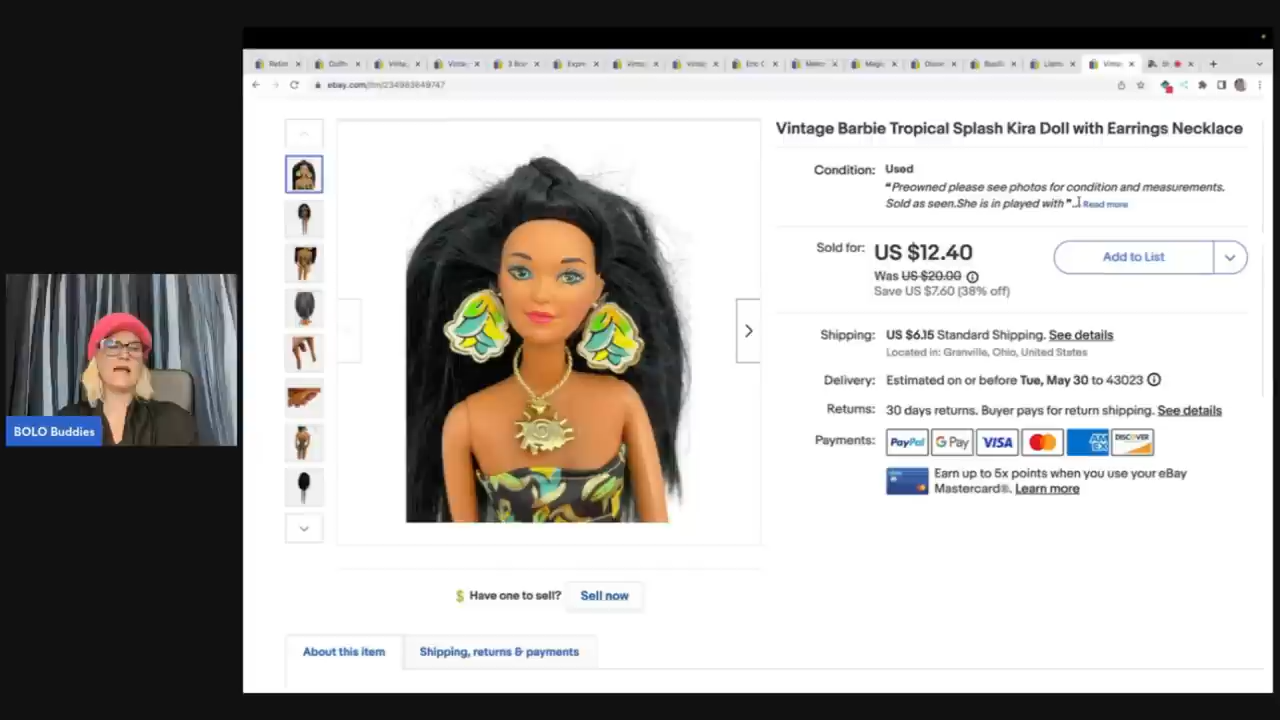 ebay.com/itm/234983649747
Vintage Barbie Tropical Splash Kira Doll with Earrings Necklace
Condition: Used
❝Preowned please see photos for condition and measurements.
Sold as seen.She is in played with ❞... Read more
Sold for: US $12.40
Add to List
Was US $20.00
Save US $7.60 (38% off)
Shipping: US $6.15 Standard Shipping. See details
Located in: Granville, Ohio, United States
Delivery: Estimated on or before Tue, May 30 to 43023
Returns: 30 days returns. Buyer pays for return shipping. See details
Payments: PayPal G Pay VISA AM EX DISCOVER
Earn up to 5x points when you use your eBay
Mastercard®. Learn more
BOLO Buddies
$ Have one to sell? Sell now
About this item
Shipping, returns & payments